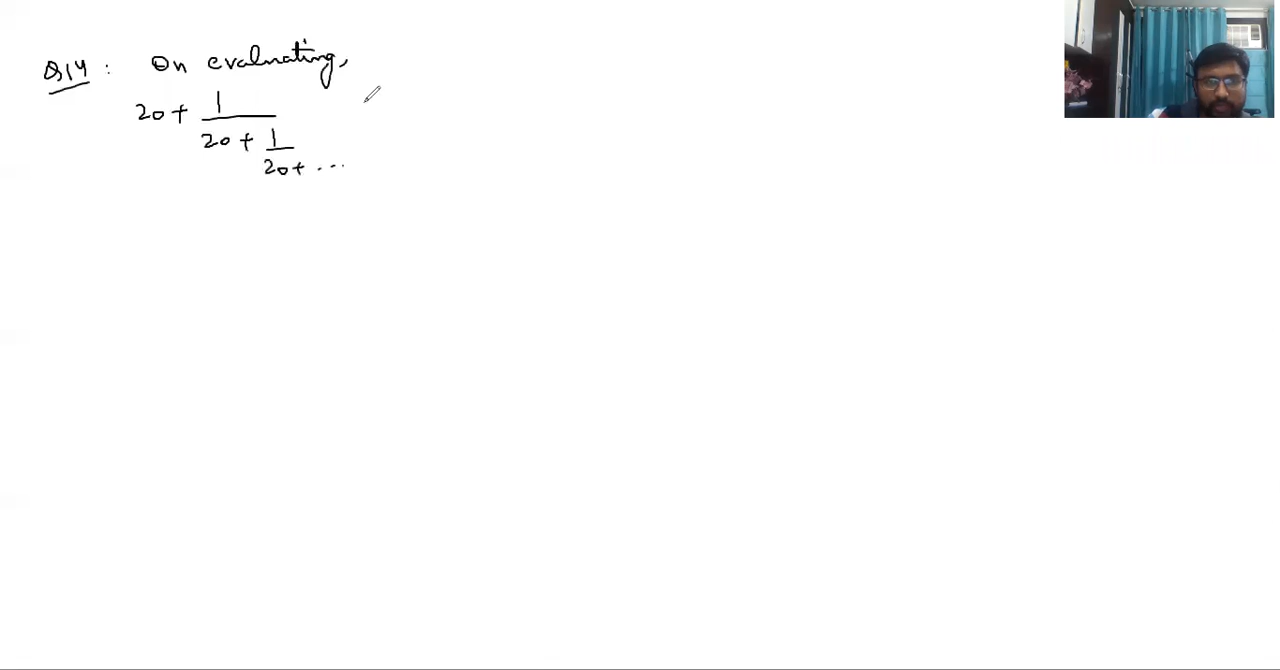 Q14 : On evaluating,
20 + 1
20 + 1
20 + ...